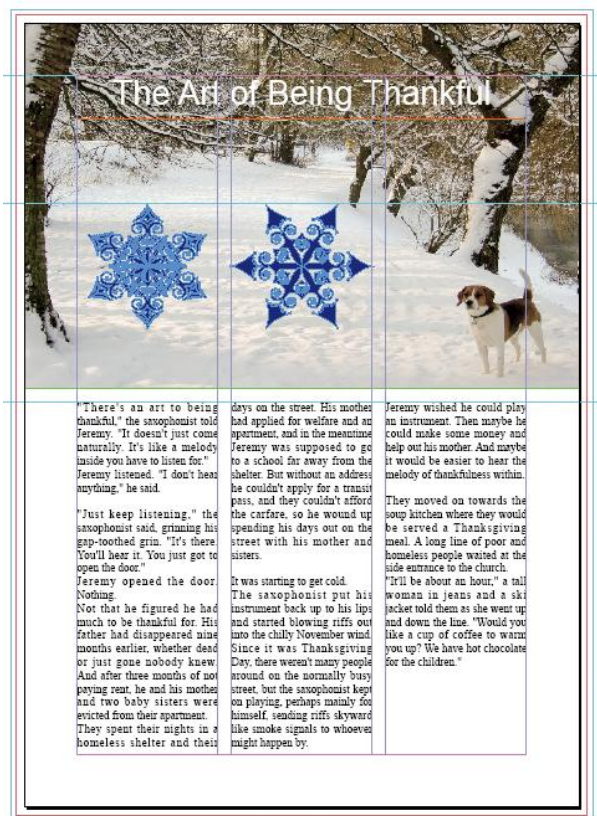 The Art of Being Thankful
"There's an art to being
thankful," the saxophonist told
Jeremy. "It doesn't just come
naturally. It's like a melody
inside you have to listen for."
Jeremy listened. "I don't hear
anything," he said.
"Just keep listening," the
saxophonist said, grinning his
gap-toothed grin. "It's there.
You'll hear it. You just got to
open the door."
Jeremy opened the door.
Nothing.
Not that he figured he had
much to be thankful for. His
father had disappeared nine
months earlier, whether dead
or just gone nobody knew.
And after three months of not
paying rent, he and his mother
and two baby sisters were
evicted from their apartment.
They spent their nights in a
homeless shelter and their
days on the street. His mother
had applied for welfare and an
apartment, and in the meantime
Jeremy was supposed to go
to a school far away from the
shelter. But without an address
he couldn't apply for a transit
pass, and they couldn't afford
the carfare, so he wound up
spending his days out on the
street with his mother and
sisters.
It was starting to get cold.
The saxophonist put his
instrument back up to his lips
and started blowing riffs out
into the chilly November wind.
Since it was Thanksgiving
Day, there weren't many people
around on the normally busy
street, but the saxophonist kept
on playing, perhaps mainly for
himself, sending riffs skyward
like smoke signals to whoever
might happen by.
Jeremy wished he could play
an instrument. Then maybe he
could make some money and
help out his mother. And maybe
it would be easier to hear the
melody of thankfulness within.
They moved on towards the
soup kitchen where they would
be served a Thanksgiving
meal. A long line of poor and
homeless people waited at the
side entrance to the church.
"It'll be about an hour," a tall
woman in jeans and a ski
jacket told them as she went up
and down the line. "Would you
like a cup of coffee to warm
you up? We have hot chocolate
for the children."